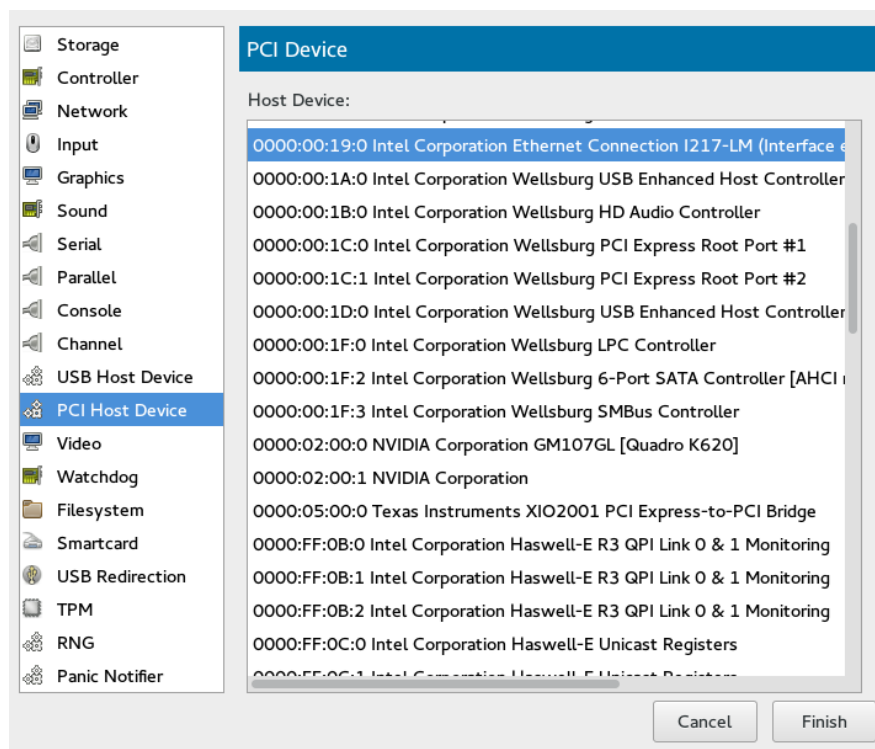 Storage
Controller
Network
Input
Graphics
Sound
Serial
Parallel
Console
Channel
USB Host Device
PCI Host Device
Video
Watchdog
Filesystem
Smartcard
USB Redirection
TPM
RNG
Panic Notifier
PCI Device
Host Device:
0000:00:19:0 Intel Corporation Ethernet Connection I217-LM (Interface e
0000:00:1A:0 Intel Corporation Wellsburg USB Enhanced Host Controller
0000:00:1B:0 Intel Corporation Wellsburg HD Audio Controller
0000:00:1C:0 Intel Corporation Wellsburg PCI Express Root Port #1
0000:00:1C:1 Intel Corporation Wellsburg PCI Express Root Port #2
0000:00:1D:0 Intel Corporation Wellsburg USB Enhanced Host Controller
0000:00:1F:0 Intel Corporation Wellsburg LPC Controller
0000:00:1F:2 Intel Corporation Wellsburg 6-Port SATA Controller [AHCI
0000:00:1F:3 Intel Corporation Wellsburg SMBus Controller
0000:02:00:0 NVIDIA Corporation GM107GL [Quadro K620]
0000:02:00:1 NVIDIA Corporation
0000:05:00:0 Texas Instruments XIO2001 PCI Express-to-PCI Bridge
0000:FF:0B:0 Intel Corporation Haswell-E R3 QPI Link 0 & 1 Monitoring
0000:FF:0B:1 Intel Corporation Haswell-E R3 QPI Link 0 & 1 Monitoring
0000:FF:0B:2 Intel Corporation Haswell-E R3 QPI Link 0 & 1 Monitoring
0000:FF:0C:0 Intel Corporation Haswell-E Unicast Registers
0000:FF:0C:1 Intel Corporation Haswell-E Unicast Registers
Cancel
Finish